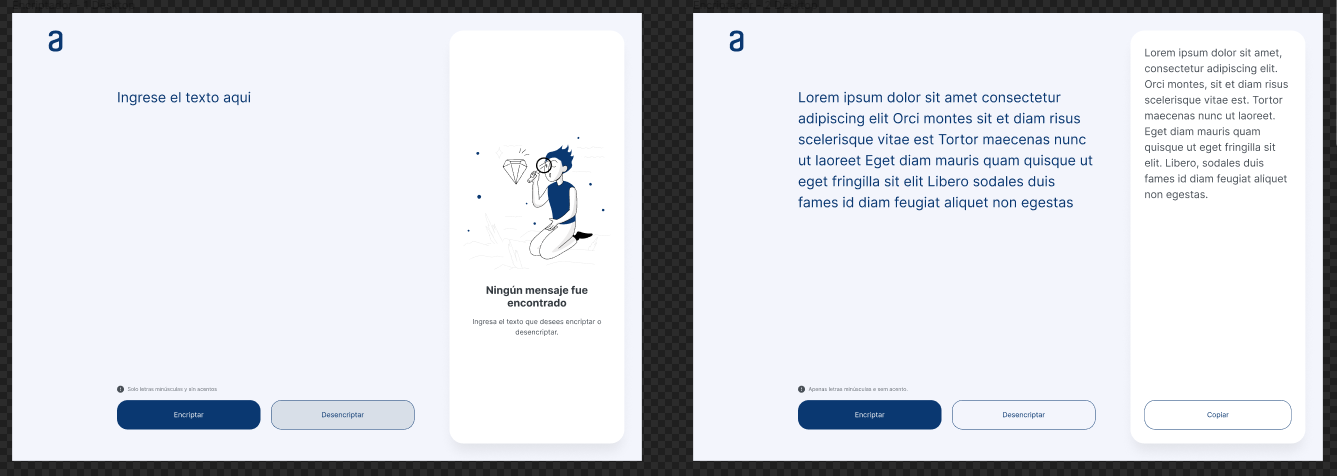 a
Ingrese el texto aqui
Ningún mensaje fue
encontrado
Ingresa el texto que desees encriptar o
desencriptar.
Solo letras minúsculas y sin acentos
Encriptar
Desencriptar
a
Lorem ipsum dolor sit amet consectetur
adipiscing elit Orci montes sit et diam risus
scelerisque vitae est Tortor maecenas nunc
ut laoreet Eget diam mauris quam quisque ut
eget fringilla sit elit Libero sodales duis
fames id diam feugiat aliquet non egestas
Apenas letras minúsculas e sem acento.
Encriptar
Desencriptar
Lorem ipsum dolor sit amet,
consectetur adipiscing elit.
Orci montes, sit et diam risus
scelerisque vitae est. Tortor
maecenas nunc ut laoreet.
Eget diam mauris quam
quisque ut eget fringilla sit
elit. Libero, sodales duis
fames id diam feugiat aliquet
non egestas.
Copiar